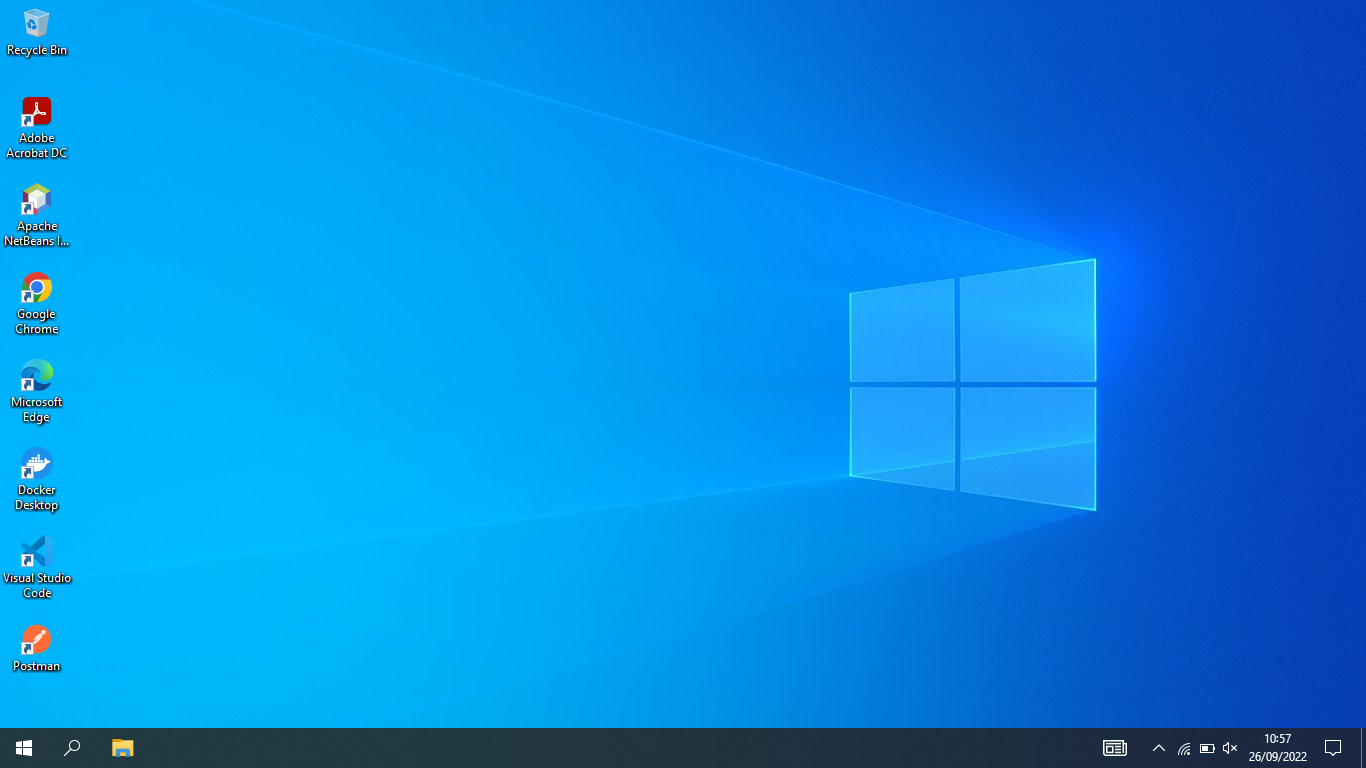 Recycle Bin
Adobe
Acrobat DC
Apache
NetBeans I...
Google
Chrome
Microsoft
Edge
Docker
Desktop
Visual Studio
Code
Postman
10:57
26/09/2022